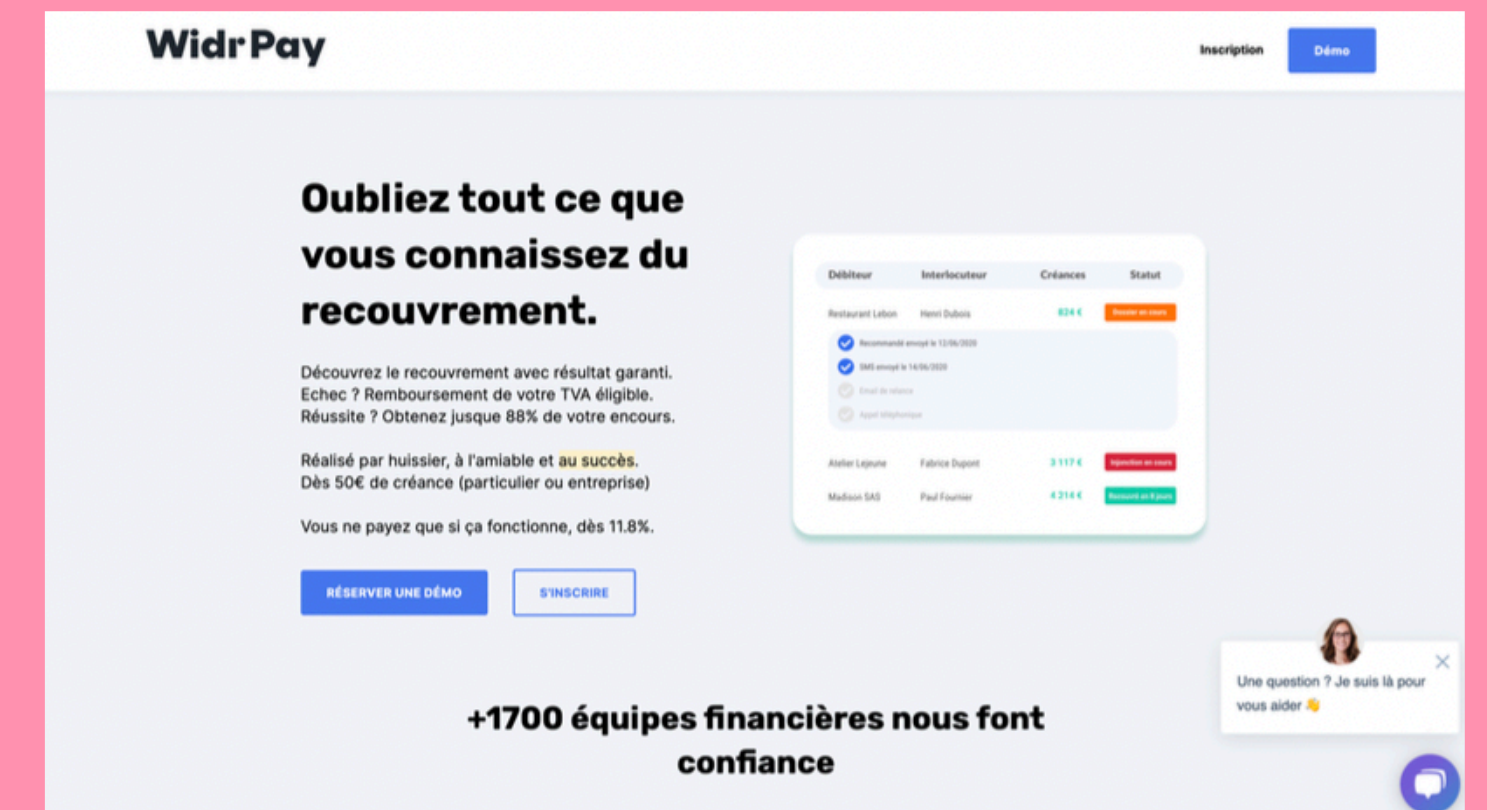 Widr Pay
Inscription
Démo
Oubliez tout ce que
vous connaissez du
recouvrement.
Découvrez le recouvrement avec résultat garanti.
Echec ? Remboursement de votre TVA éligible.
Réussite ? Obtenez jusque 88% de votre encours.
Réalisé par huissier, à l'amiable et au succès.
Dès 50€ de créance (particulier ou entreprise)
Vous ne payez que si ça fonctionne, dès 11.8%.
RÉSERVER UNE DÉMO
S'INSCRIRE
Débiteur Interlocuteur Créances Statut
Restaurant Lebon Henri Dubois 824 € Dossier en cours
Recommandé envoyé le 12/06/2020
SMS envoyé le 14/06/2020
Email de relance
Appel téléphonique
Atelier Lejeune Fabrice Dupont 3 117 € Injonction en cours
Madison SAS Paul Fournier 4 214 € Recouvré en 8 jours
+1700 équipes financières nous font
confiance
Une question ? Je suis là pour
vous aider 👋